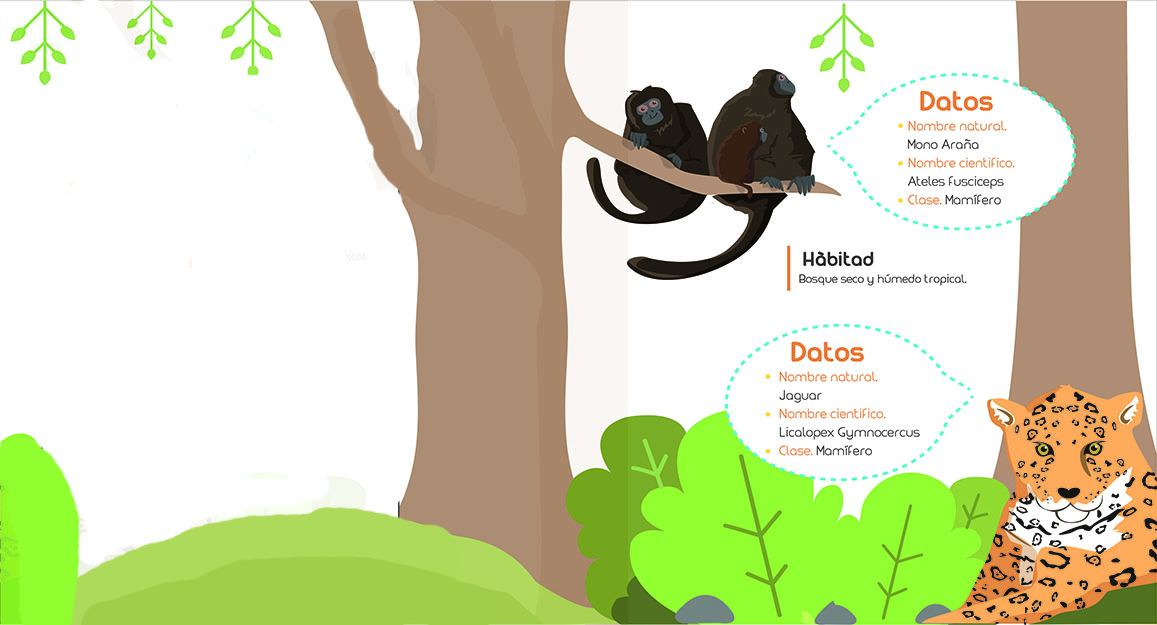 Datos
Nombre natural.
Mono Araña
Nombre científico.
Ateles fusciceps
Clase. Mamífero
Hàbitad
Bosque seco y húmedo tropical.
Datos
Nombre natural.
Jaguar
Nombre científico.
Licalopex Gymnocercus
Clase. Mamífero